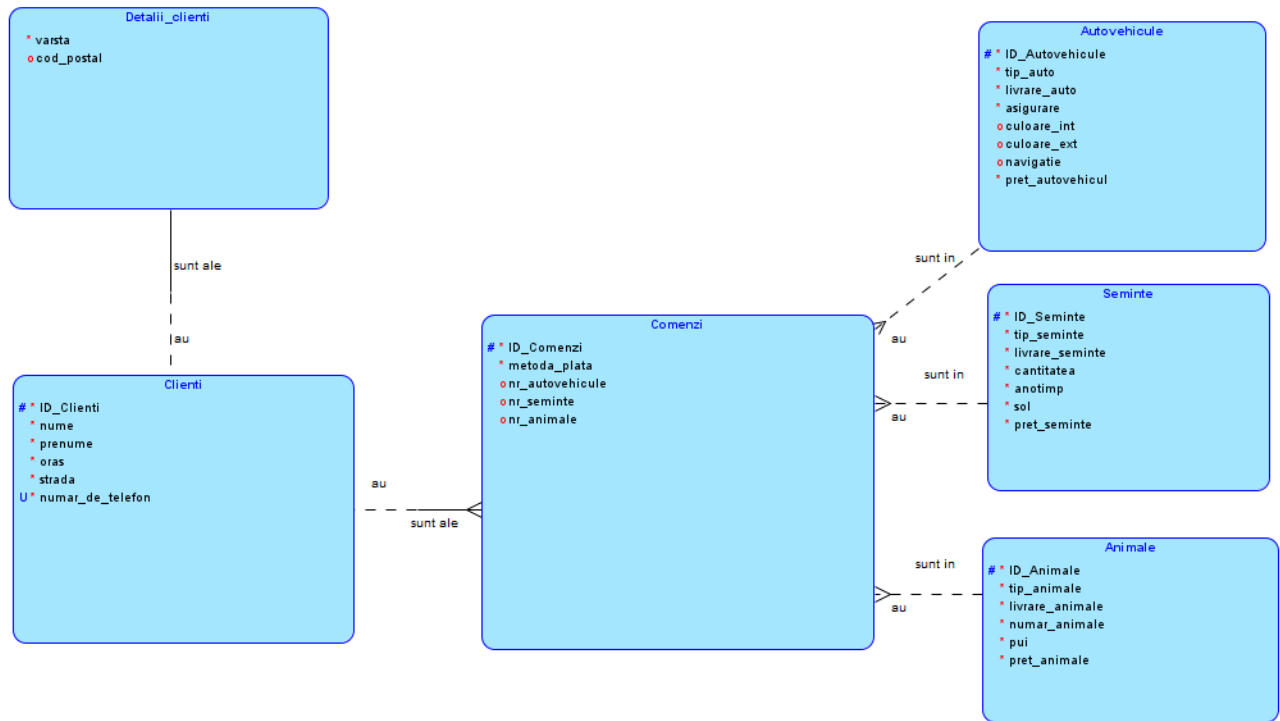 Detalii_clienti
* varsta
o cod_postal
sunt ale
au
Clienti
# * ID_Clienti
* nume
* prenume
* oras
* strada
U * numar_de_telefon
au
sunt ale
Comenzi
# * ID_Comenzi
* metoda_plata
o nr_autovehicule
o nr_seminte
o nr_animale
Autovehicule
# * ID_Autovehicule
* tip_auto
* livrare_auto
* asigurare
o culoare_int
o culoare_ext
o navigatie
* pret_autovehicul
sunt in
au
Seminte
# * ID_Seminte
* tip_seminte
* livrare_seminte
* cantitatea
* anotimp
* sol
* pret_seminte
sunt in
au
Animale
# * ID_Animale
* tip_animale
* livrare_animale
* numar_animale
* pui
* pret_animale
sunt in
au